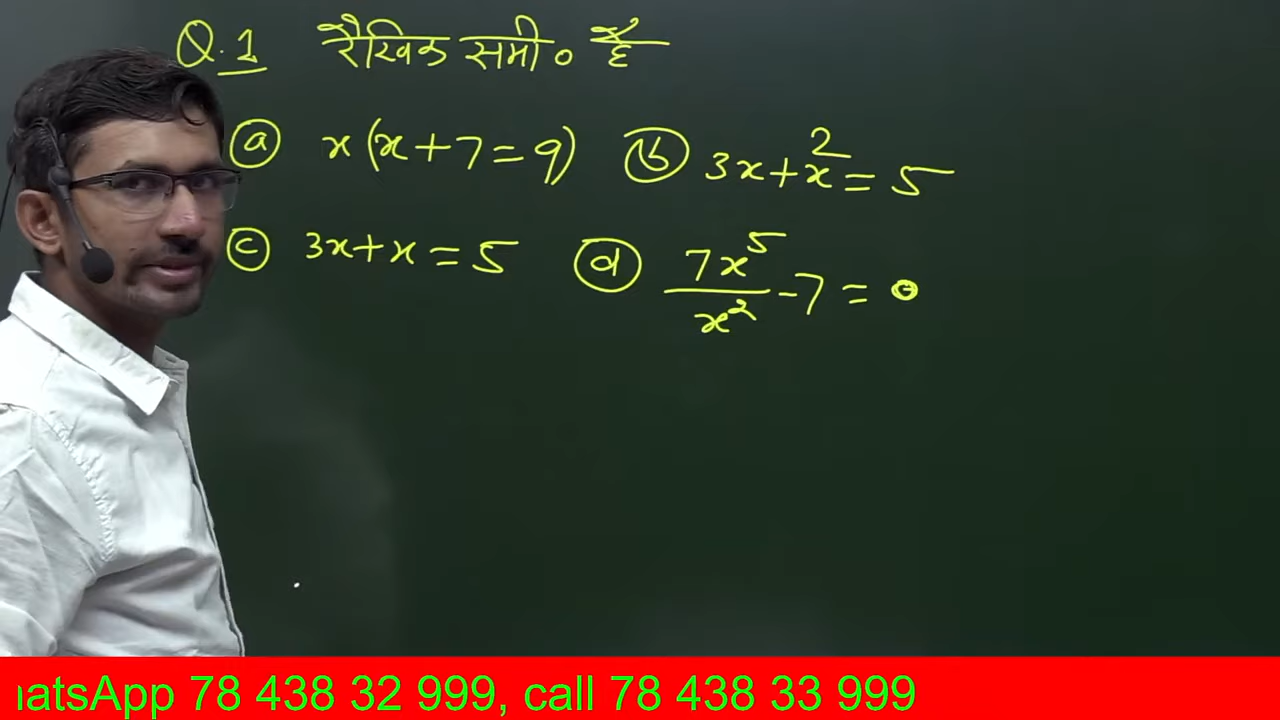 Q.1 रैखिक समी० है
(a) x(x+7=9) (b) 3x+x²=5
(c) 3x+x=5 (d) 7x⁵/x² -7=0
atsApp 78 438 32 999, call 78 438 33 999